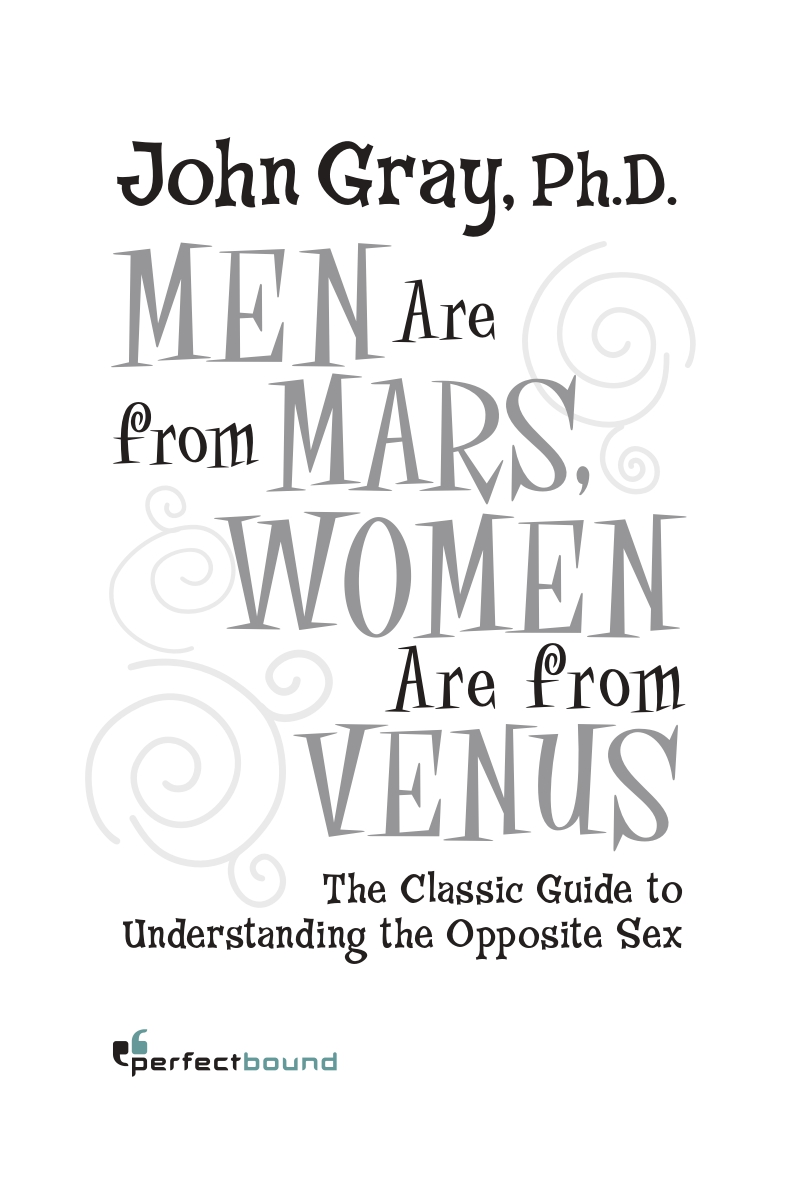 John Gray, Ph.D.
MEN Are
from MARS,
WOMEN
Are from
VENUS
The Classic Guide to
Understanding the Opposite Sex
perfectbound